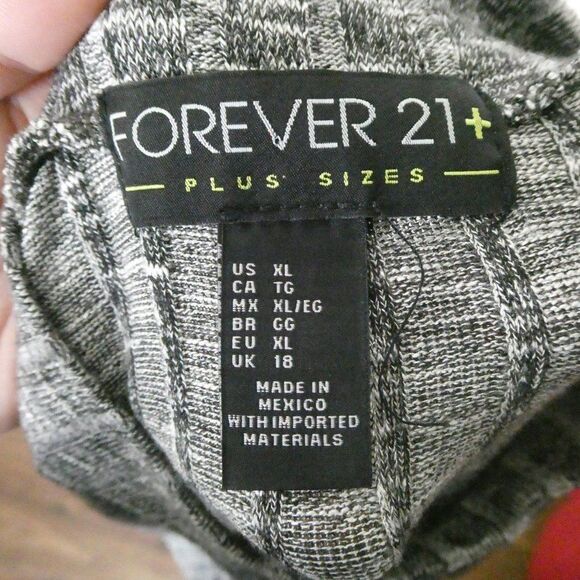 FOREVER 21+
PLUS SIZES
US XL
CA TG
MX XL/EG
BR GG
EU XL
UK 18
MADE IN
MEXICO
WITH IMPORTED
MATERIALS